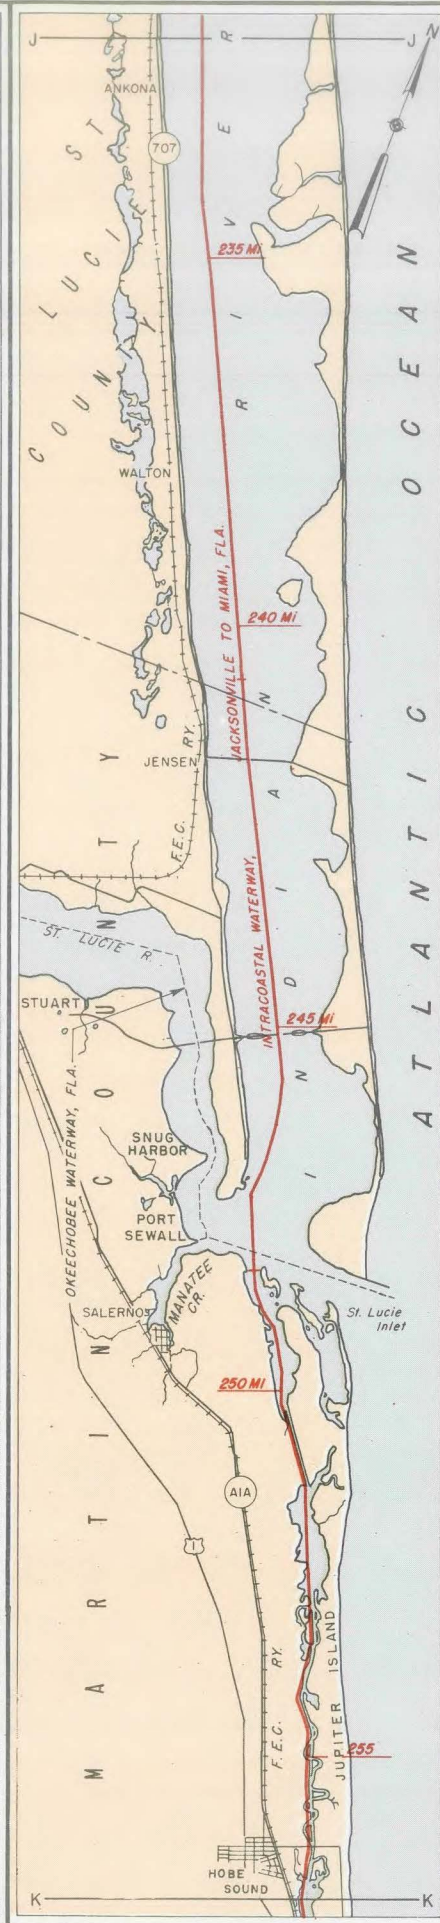 J
R
J
N
ANKONA
707
ST. LUCIE COUNTY
235 Mi
INDIAN RIVER
ATLANTIC OCEAN
WALTON
INTRACOASTAL WATERWAY, JACKSONVILLE TO MIAMI, FLA.
240 Mi
JENSEN
F.E.C. RY.
ST. LUCIE R.
STUART
245 Mi
OKEECHOBEE WATERWAY, FLA.
SNUG
HARBOR
PORT
SEWALL
MANATEE
CR.
SALERNO
St. Lucie
Inlet
250 MI
A1A
1
MARTIN COUNTY
F.E.C. RY.
JUPITER ISLAND
255
HOBE
SOUND
K
K